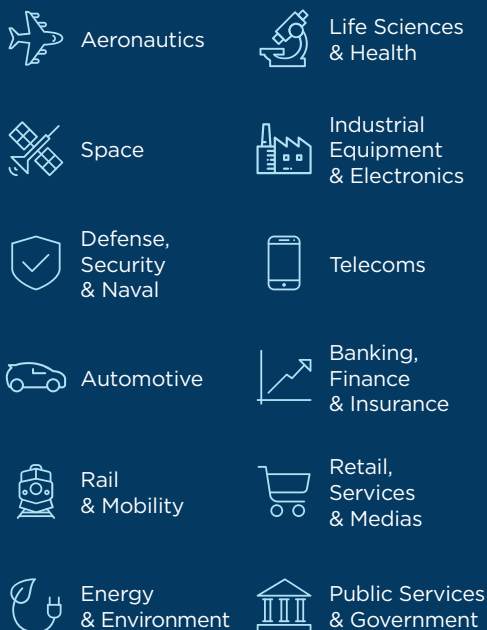 Aeronautics
Space
Defense,
Security
& Naval
Automotive
Rail
& Mobility
Energy
& Environment
Life Sciences
& Health
Industrial
Equipment
& Electronics
Telecoms
Banking,
Finance
& Insurance
Retail,
Services
& Medias
Public Services
& Government